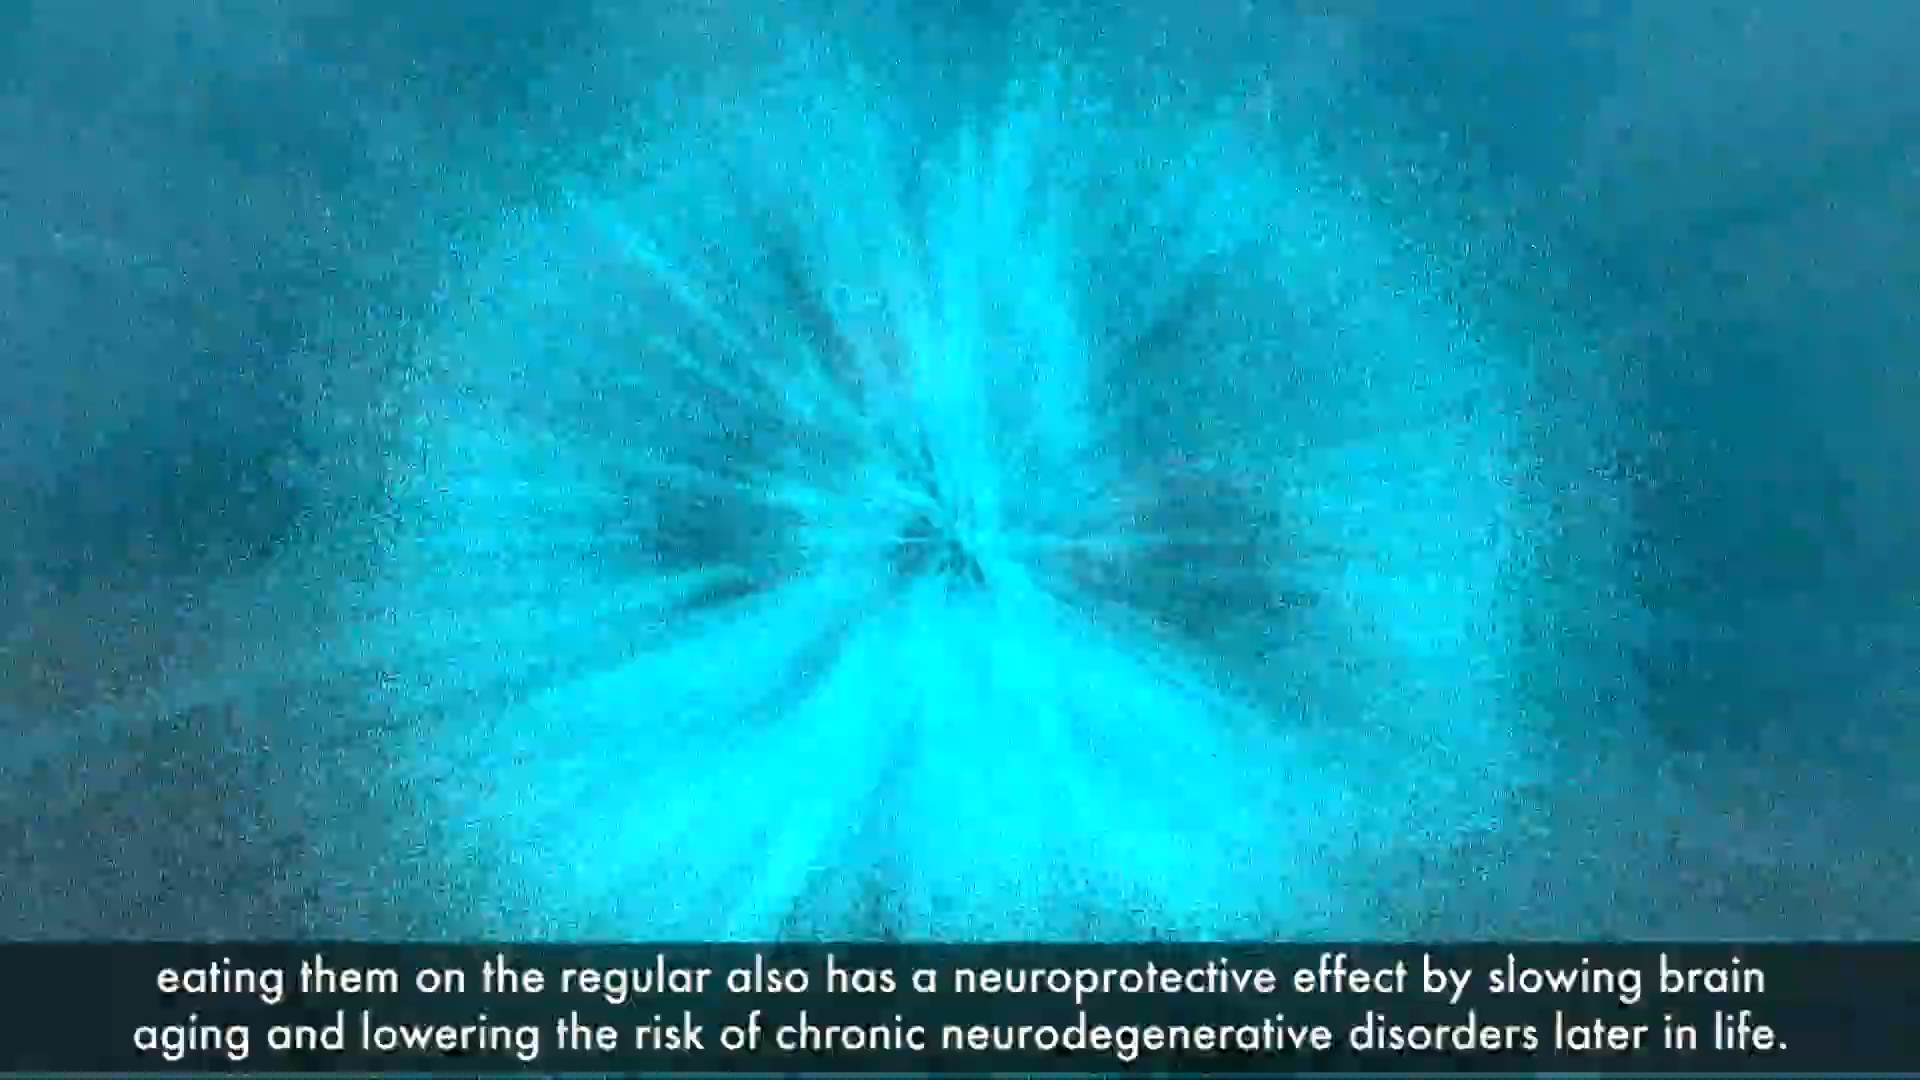 eating them on the regular also has a neuroprotective effect by slowing brain
aging and lowering the risk of chronic neurodegenerative disorders later in life.